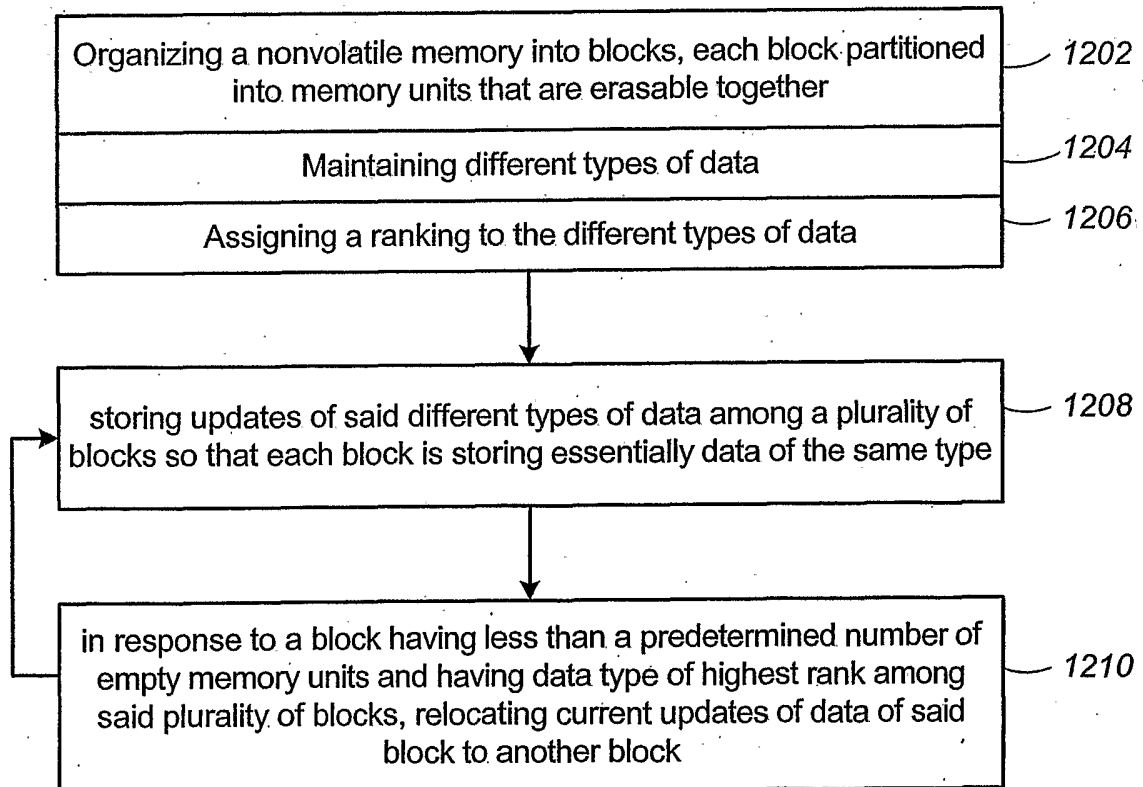 Organizing a nonvolatile memory into blocks, each block partitioned
into memory units that are erasable together
1202
Maintaining different types of data
1204
Assigning a ranking to the different types of data
1206
storing updates of said different types of data among a plurality of
blocks so that each block is storing essentially data of the same type
1208
in response to a block having less than a predetermined number of
empty memory units and having data type of highest rank among
said plurality of blocks, relocating current updates of data of said
block to another block
1210